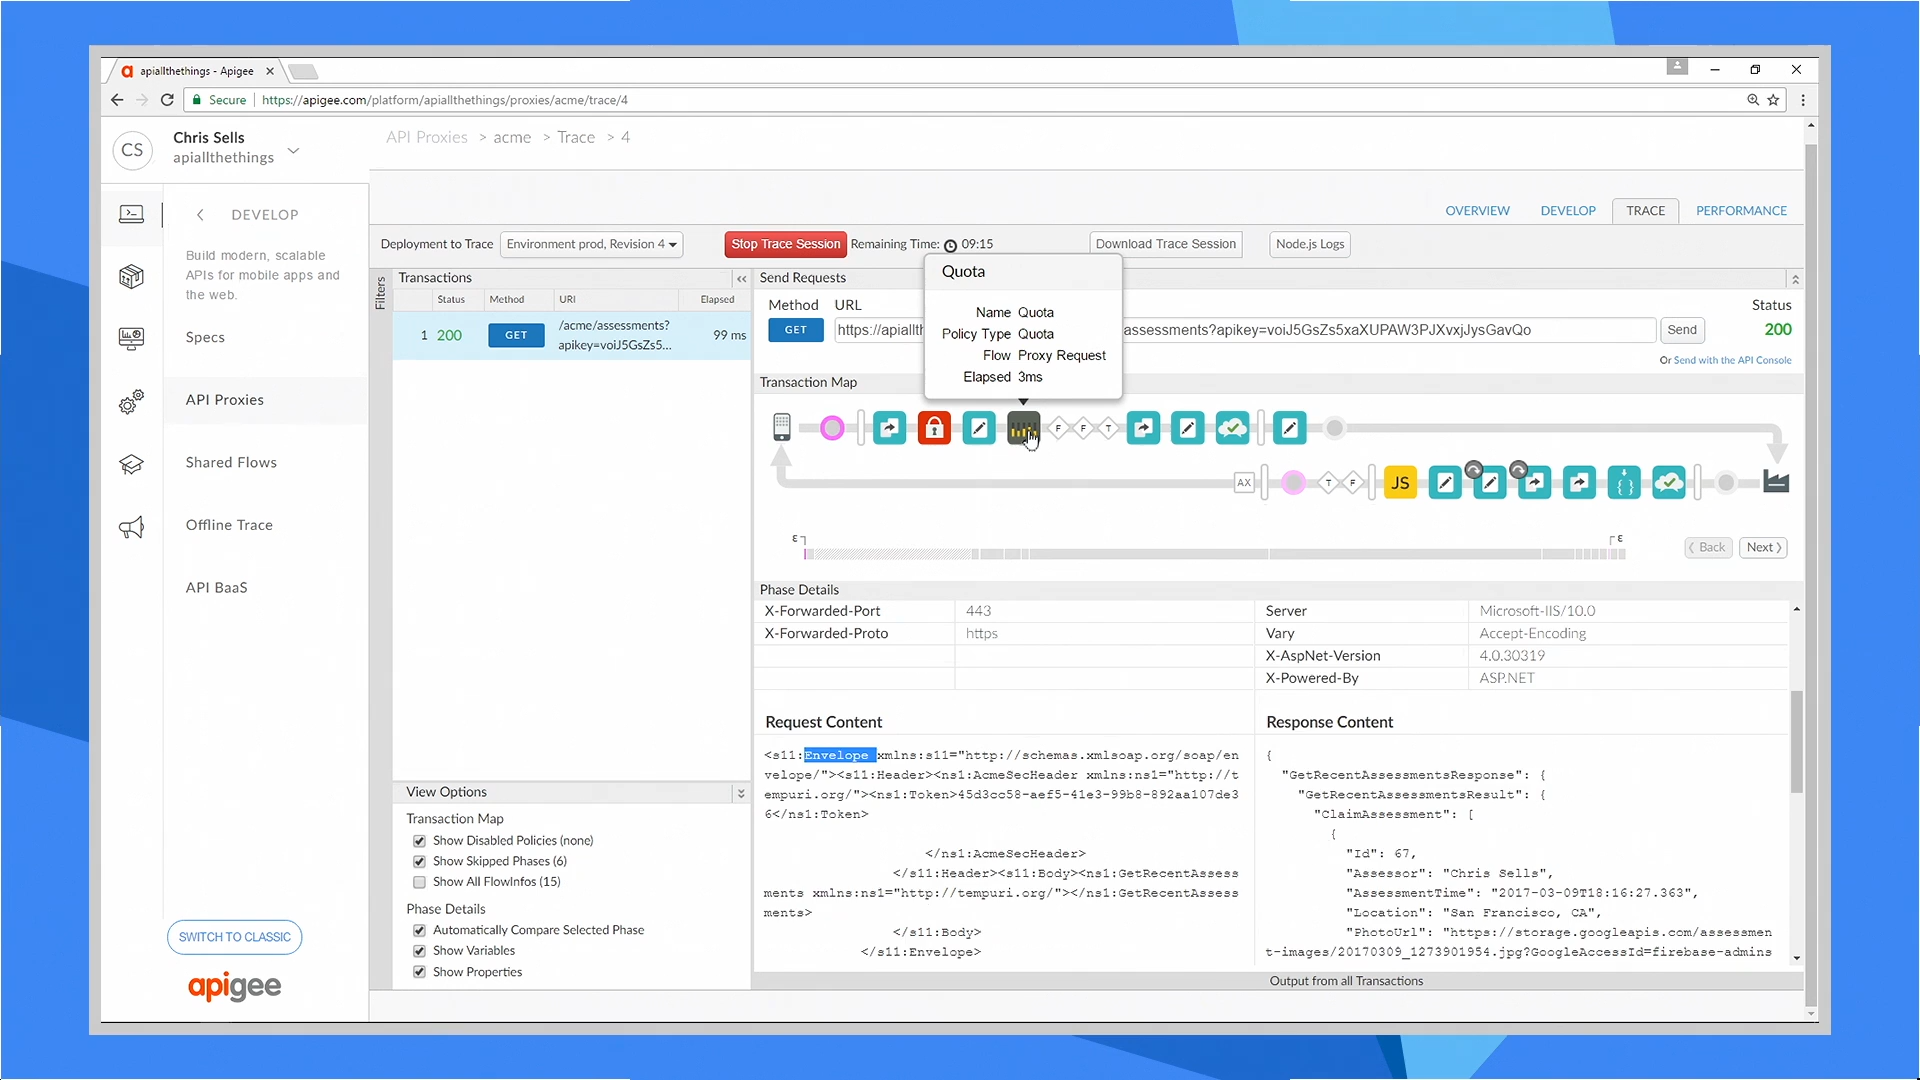 apiallthethings - Apigee
Secure https://apigee.com/platform/apiallthethings/proxies/acme/trace/4
CS
Chris Sells
apiallthethings
API Proxies > acme > Trace > 4
DEVELOP
Build modern, scalable
APIs for mobile apps and
the web.
Specs
API Proxies
Shared Flows
Offline Trace
API BaaS
SWITCH TO CLASSIC
apigee
OVERVIEW DEVELOP TRACE PERFORMANCE
Deployment to Trace Environment prod, Revision 4 Stop Trace Session Remaining Time: 09:15 Download Trace Session Node.js Logs
Filters
Transactions
Status Method URI Elapsed
1 200 GET /acme/assessments? 99 ms
apikey=voiJ5GsZs5...
Send Requests
Method URL Status
GET https://apiallt assessments?apikey=voiJ5GsZs5xaXUPAW3PJXvxjJysGavQo Send 200
Or Send with the API Console
Quota
Name Quota
Policy Type Quota
Flow Proxy Request
Elapsed 3ms
Transaction Map
F F T
AX T F JS
ε ε
Back Next
Phase Details
X-Forwarded-Port 443 Server Microsoft-IIS/10.0
X-Forwarded-Proto https Vary Accept-Encoding
X-AspNet-Version 4.0.30319
X-Powered-By ASP.NET
Request Content
<s11:Envelope xmlns:s11="http://schemas.xmlsoap.org/soap/en
velope/"><s11:Header><ns1:AcmeSecHeader xmlns:ns1="http://t
empuri.org/"><ns1:Token>45d3cc58-aef5-41e3-99b8-892aa107de3
6</ns1:Token>
</ns1:AcmeSecHeader>
</s11:Header><s11:Body><ns1:GetRecentAssess
ments xmlns:ns1="http://tempuri.org/"></ns1:GetRecentAssess
ments>
</s11:Body>
</s11:Envelope>
Response Content
{
"GetRecentAssessmentsResponse": {
"GetRecentAssessmentsResult": {
"ClaimAssessment": [
{
"Id": 67,
"Assessor": "Chris Sells",
"AssessmentTime": "2017-03-09T18:16:27.363",
"Location": "San Francisco, CA",
"PhotoUrl": "https://storage.googleapis.com/assessmen
t-images/20170309_1273901954.jpg?GoogleAccessId=firebase-admins
View Options
Transaction Map
Show Disabled Policies (none)
Show Skipped Phases (6)
Show All FlowInfos (15)
Phase Details
Automatically Compare Selected Phase
Show Variables
Show Properties
Output from all Transactions